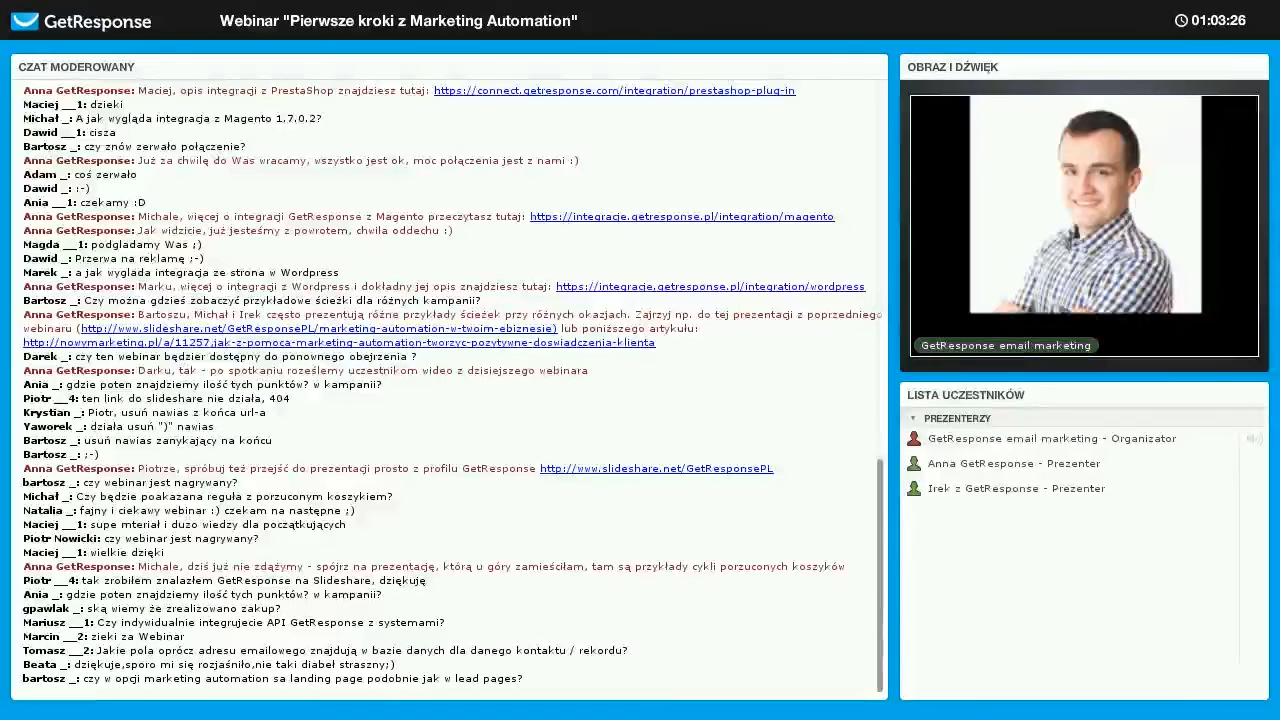 GetResponse
Webinar "Pierwsze kroki z Marketing Automation"
01:03:26
CZAT MODEROWANY
Anna GetResponse: Maciej, opis integracji z PrestaShop znajdziesz tutaj: https://connect.getresponse.com/integration/prestashop-plug-in
Maciej __1: dzieki
Michał _: A jak wygląda integracja z Magento 1.7.0.2?
Dawid __1: cisza
Bartosz _: czy znów zerwało połączenie?
Anna GetResponse: Już za chwilę do Was wracamy, wszystko jest ok, moc połączenia jest z nami :)
Adam _: coś zerwało
Dawid _: :-)
Ania __1: czekamy :D
Anna GetResponse: Michale, więcej o integracji GetResponse z Magento przeczytasz tutaj: https://integracje.getresponse.pl/integration/magento
Anna GetResponse: Jak widzicie, już jesteśmy z powrotem, chwila oddechu :)
Magda __1: podgladamy Was ;)
Dawid _: Przerwa na reklamę ;-)
Marek _: a jak wyglada integracja ze strona w Wordpress
Anna GetResponse: Marku, więcej o integracji z Wordpress i dokładny jej opis znajdziesz tutaj: https://integracje.getresponse.pl/integration/wordpress
Bartosz _: Czy można gdzieś zobaczyć przykładowe ścieżki dla różnych kampanii?
Anna GetResponse: Bartoszu, Michał i Irek często prezentują różne przykłady ścieżek przy różnych okazjach. Zajrzyj np. do tej prezentacji z poprzedniego
webinaru (http://www.slideshare.net/GetResponsePL/marketing-automation-w-twoim-ebiznesie) lub poniższego artykułu:
http://nowymarketing.pl/a/11257,jak-z-pomoca-marketing-automation-tworzyc-pozytywne-doswiadczenia-klienta
Darek _: czy ten webinar będzier dostępny do ponownego obejrzenia ?
Anna GetResponse: Darku, tak - po spotkaniu roześlemy uczestnikom wideo z dzisiejszego webinara
Ania _: gdzie poten znajdziemy ilość tych punktów? w kampanii?
Piotr __4: ten link do slideshare nie działa, 404
Krystian _: Piotr, usuń nawias z końca url-a
Yaworek _: działa usuń ")" nawias
Bartosz _: usuń nawias zanykający na końcu
Bartosz _: ;-)
Anna GetResponse: Piotrze, spróbuj też przejść do prezentacji prosto z profilu GetResponse http://www.slideshare.net/GetResponsePL
bartosz _: czy webinar jest nagrywany?
Michał _: Czy będzie poakazana reguła z porzuconym koszykiem?
Natalia _: fajny i ciekawy webinar :) czekam na następne ;)
Maciej __1: supe mteriał i duzo wiedzy dla początkujących
Piotr Nowicki: czy webinar jest nagrywany?
Maciej __1: wielkie dzięki
Anna GetResponse: Michale, dziś już nie zdążymy - spójrz na prezentację, którą u góry zamieściłam, tam są przykłady cykli porzuconych koszyków
Piotr __4: tak zrobiłem znalazłem GetResponse na Slideshare, dziękuję
Ania _: gdzie poten znajdziemy ilość tych punktów? w kampanii?
gpawlak _: ską wiemy że zrealizowano zakup?
Mariusz __1: Czy indywidualnie integrujecie API GetResponse z systemami?
Marcin __2: zieki za Webinar
Tomasz __2: Jakie pola oprócz adresu emailowego znajdują w bazie danych dla danego kontaktu / rekordu?
Beata _: dziękuje,sporo mi się rozjaśniło,nie taki diabeł straszny;)
bartosz _: czy w opcji marketing automation sa landing page podobnie jak w lead pages?
OBRAZ I DŹWIĘK
GetResponse email marketing
LISTA UCZESTNIKÓW
PREZENTERZY
GetResponse email marketing - Organizator
Anna GetResponse - Prezenter
Irek z GetResponse - Prezenter